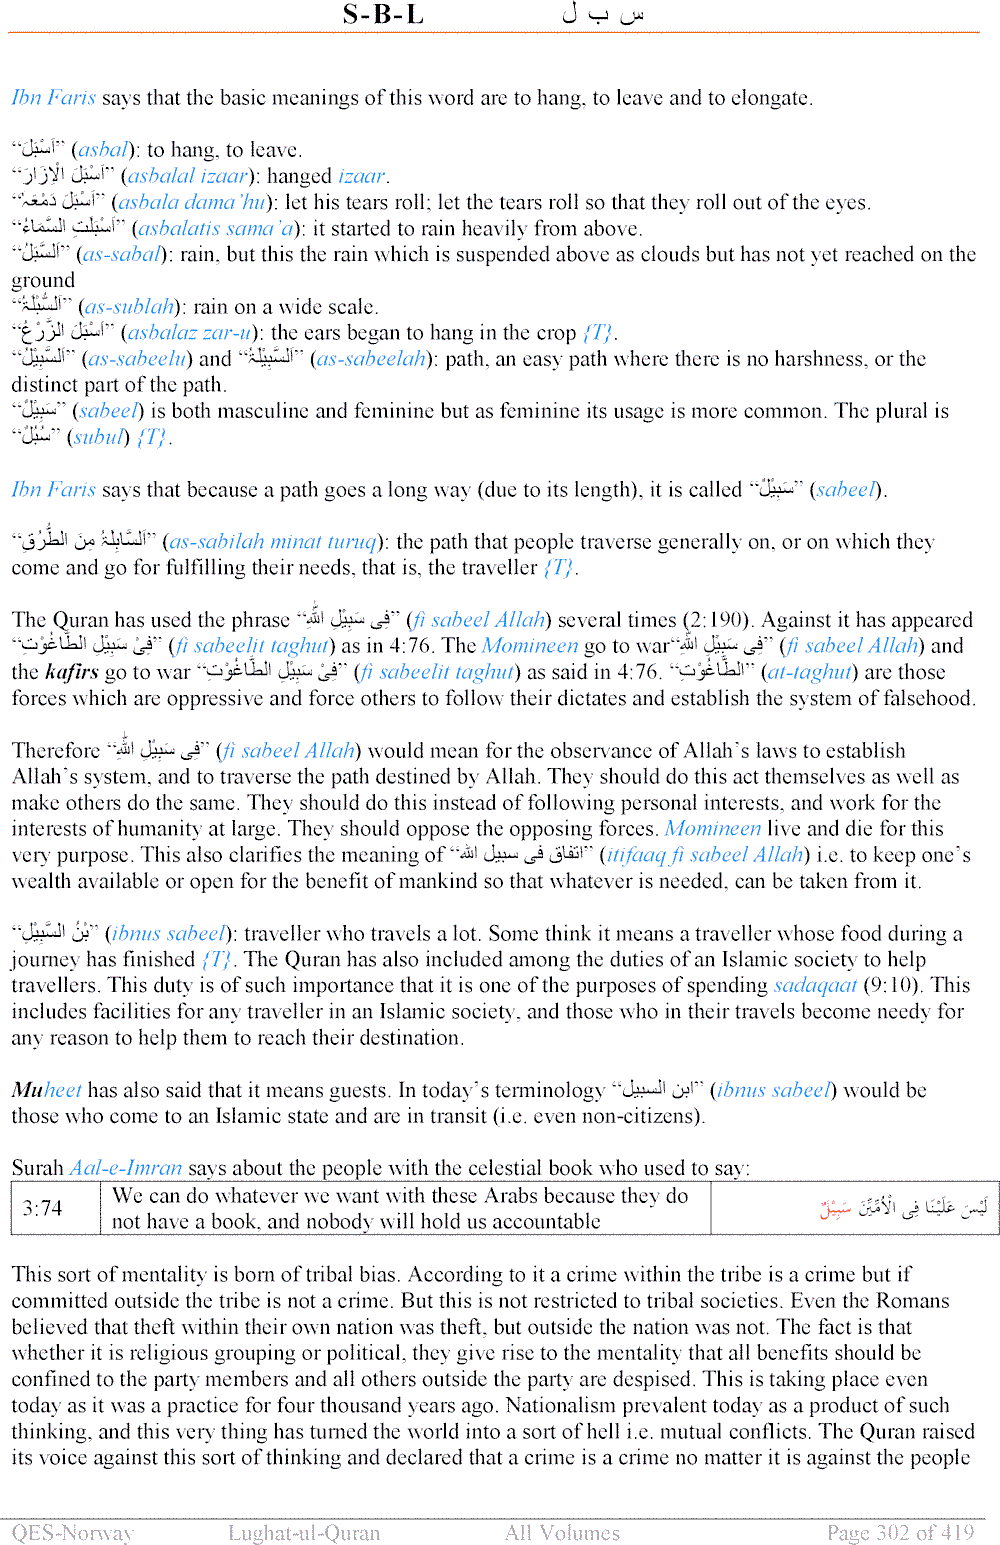 S-B-L س ب ل
Ibn Faris says that the basic meanings of this word are to hang, to leave and to elongate.
“اَسْبَلَ” (asbal): to hang, to leave.
“اَسْبَلَ الْاِزَارَ” (asbalal izaar): hanged izaar.
“اَسْبَلَ دَمْعَہٗ” (asbala dama’hu): let his tears roll; let the tears roll so that they roll out of the eyes.
“اَسْبَلَتِ السَّمَاءُ” (asbalatis sama’a): it started to rain heavily from above.
“اَلسَّبَلُ” (as-sabal): rain, but this the rain which is suspended above as clouds but has not yet reached on the
ground
“اَلسُّبْلَۃُ” (as-sublah): rain on a wide scale.
“اَسْبَلَ الزَّرْعُ” (asbalaz zar-u): the ears began to hang in the crop {T}.
“اَلسَّبِیْلُ” (as-sabeelu) and “اَلسَّبِیْلَۃُ” (as-sabeelah): path, an easy path where there is no harshness, or the
distinct part of the path.
“سَبِیْلٌ” (sabeel) is both masculine and feminine but as feminine its usage is more common. The plural is
“سُبُلٌ” (subul) {T}.
Ibn Faris says that because a path goes a long way (due to its length), it is called “سَبِیْلٌ” (sabeel).
“اَلسَّابِلَۃُ مِنَ الطُّرُقِ” (as-sabilah minat turuq): the path that people traverse generally on, or on which they
come and go for fulfilling their needs, that is, the traveller {T}.
The Quran has used the phrase “فِی سَبِیْلِ اللّٰہِ” (fi sabeel Allah) several times (2:190). Against it has appeared
“فِیْ سَبِیْلِ الطَّاغُوْتِ” (fi sabeelit taghut) as in 4:76. The Momineen go to war“فِی سَبِیْلِ اللّٰہِ” (fi sabeel Allah) and
the kafirs go to war “فِیْ سَبِیْلِ الطَّاغُوْتِ” (fi sabeelit taghut) as said in 4:76. “الطَّاغُوْتِ” (at-taghut) are those
forces which are oppressive and force others to follow their dictates and establish the system of falsehood.
Therefore “فِی سَبِیْلِ اللّٰہِ” (fi sabeel Allah) would mean for the observance of Allah’s laws to establish
Allah’s system, and to traverse the path destined by Allah. They should do this act themselves as well as
make others do the same. They should do this instead of following personal interests, and work for the
interests of humanity at large. They should oppose the opposing forces. Momineen live and die for this
very purpose. This also clarifies the meaning of “اتفاق فی سبیل اللہ” (itifaaq fi sabeel Allah) i.e. to keep one’s
wealth available or open for the benefit of mankind so that whatever is needed, can be taken from it.
“بْنُ السَّبِیْلِ” (ibnus sabeel): traveller who travels a lot. Some think it means a traveller whose food during a
journey has finished {T}. The Quran has also included among the duties of an Islamic society to help
travellers. This duty is of such importance that it is one of the purposes of spending sadaqaat (9:10). This
includes facilities for any traveller in an Islamic society, and those who in their travels become needy for
any reason to help them to reach their destination.
Muheet has also said that it means guests. In today’s terminology “ابن السبیل” (ibnus sabeel) would be
those who come to an Islamic state and are in transit (i.e. even non-citizens).
Surah Aal-e-Imran says about the people with the celestial book who used to say:
3:74 We can do whatever we want with these Arabs because they do
not have a book, and nobody will hold us accountable
لَیْسَ عَلَیْنَا فِی الْاُمِّیّٖنَ سَبِیْلٌ
This sort of mentality is born of tribal bias. According to it a crime within the tribe is a crime but if
committed outside the tribe is not a crime. But this is not restricted to tribal societies. Even the Romans
believed that theft within their own nation was theft, but outside the nation was not. The fact is that
whether it is religious grouping or political, they give rise to the mentality that all benefits should be
confined to the party members and all others outside the party are despised. This is taking place even
today as it was a practice for four thousand years ago. Nationalism prevalent today as a product of such
thinking, and this very thing has turned the world into a sort of hell i.e. mutual conflicts. The Quran raised
its voice against this sort of thinking and declared that a crime is a crime no matter it is against the people
QES-Norway Lughat-ul-Quran All Volumes Page 302 of 419